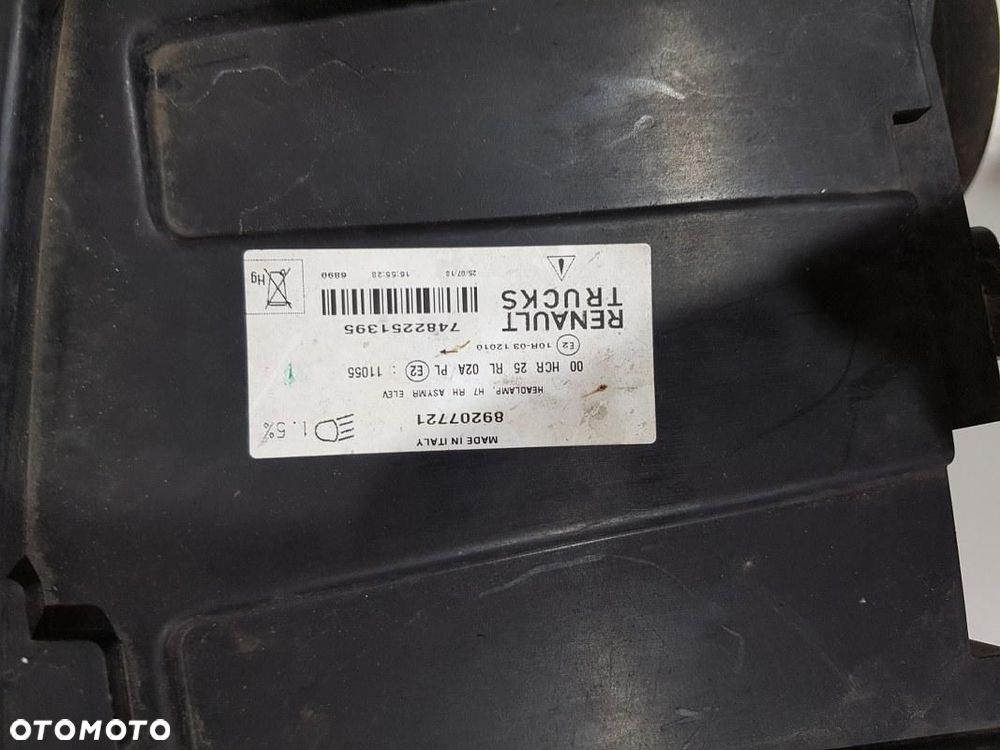 MADE IN ITALY
89207721
HEADLAMP, H7 RH ASYMR ELEV
1.5%
00 HCR 25 RL 02A PL E2 : 11055
E2 10R-03 12010
RENAULT
TRUCKS
7482251395
25/07/18 16:55:28 6890
Hg
OTOMOTO